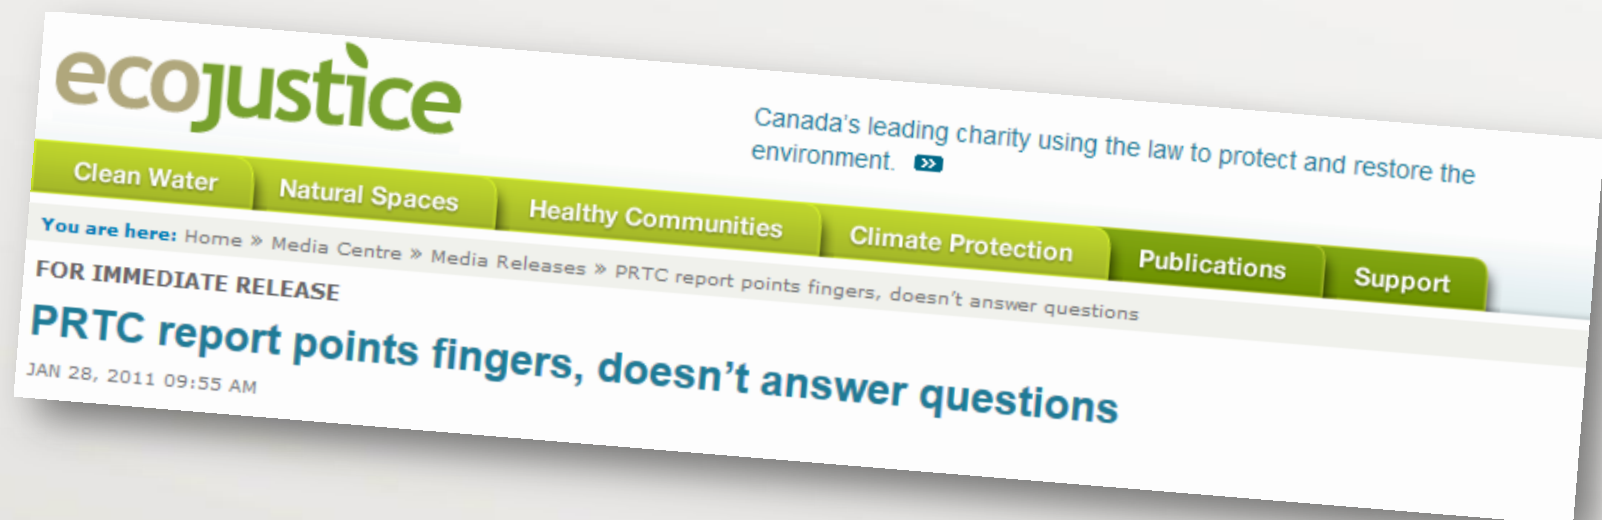 ecojustice
Canada's leading charity using the law to protect and restore the
environment. »
Clean Water Natural Spaces Healthy Communities Climate Protection Publications Support
You are here: Home » Media Centre » Media Releases » PRTC report points fingers, doesn't answer questions
FOR IMMEDIATE RELEASE
PRTC report points fingers, doesn't answer questions
JAN 28, 2011 09:55 AM